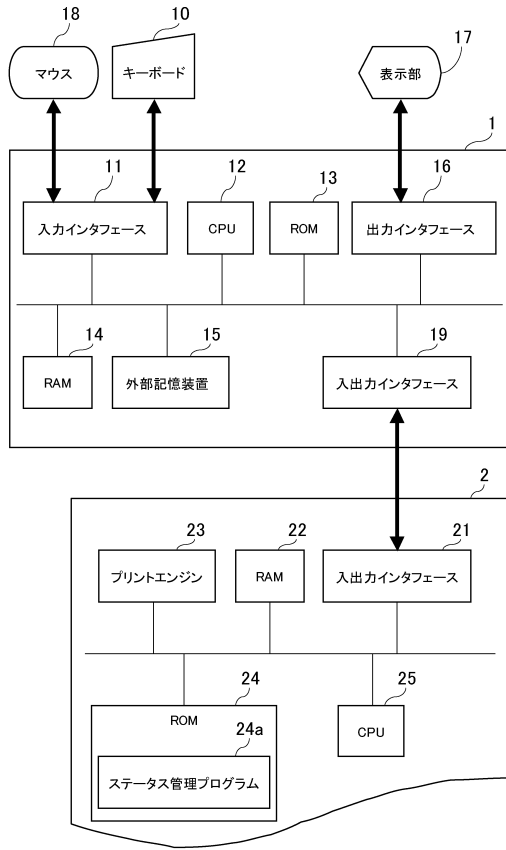 18
10
17
マウス
キーボード
表示部
1
11
12
13
16
入力インタフェース
CPU
ROM
出力インタフェース
14
15
19
RAM
外部記憶装置
入出力インタフェース
2
23
22
21
プリントエンジン
RAM
入出力インタフェース
24
25
ROM
CPU
24a
ステータス管理プログラム